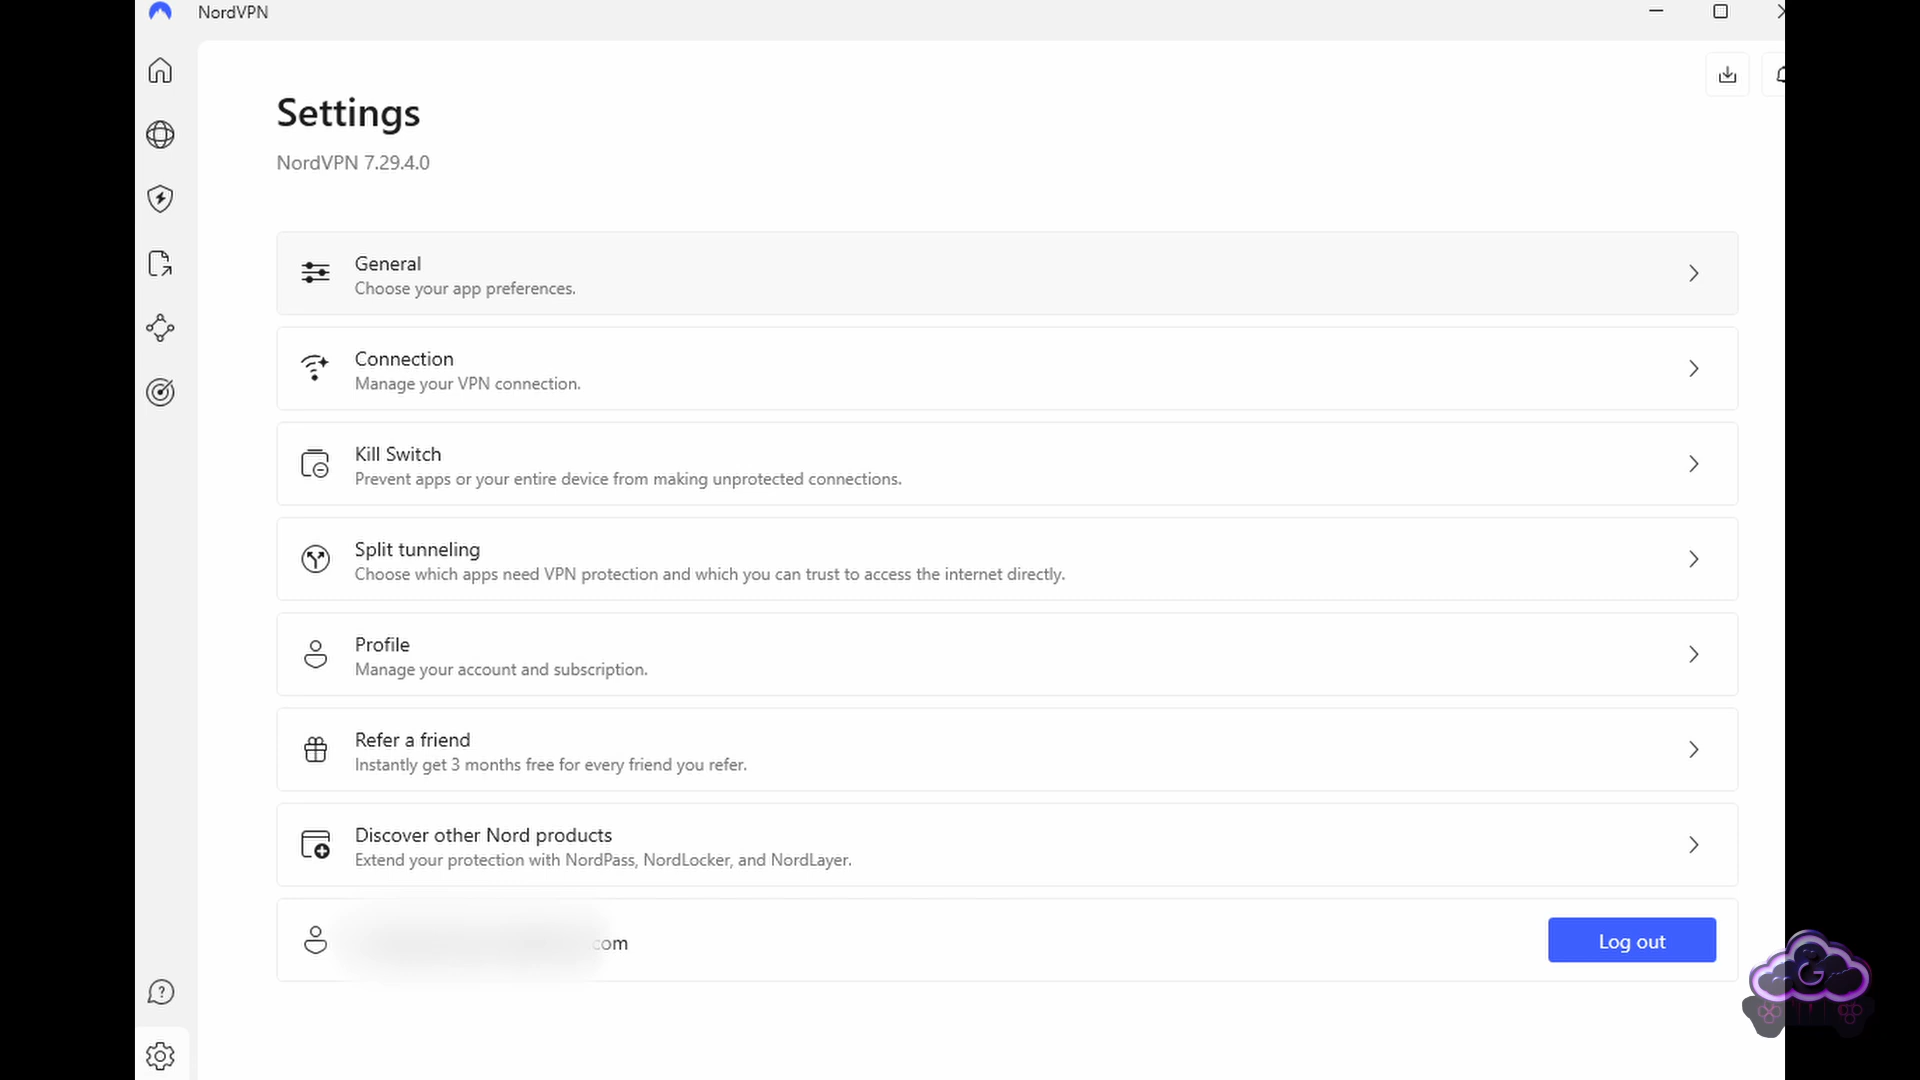 NordVPN
Settings
NordVPN 7.29.4.0
General
Choose your app preferences.
Connection
Manage your VPN connection.
Kill Switch
Prevent apps or your entire device from making unprotected connections.
Split tunneling
Choose which apps need VPN protection and which you can trust to access the internet directly.
Profile
Manage your account and subscription.
Refer a friend
Instantly get 3 months free for every friend you refer.
Discover other Nord products
Extend your protection with NordPass, NordLocker, and NordLayer.
.com
Log out
G